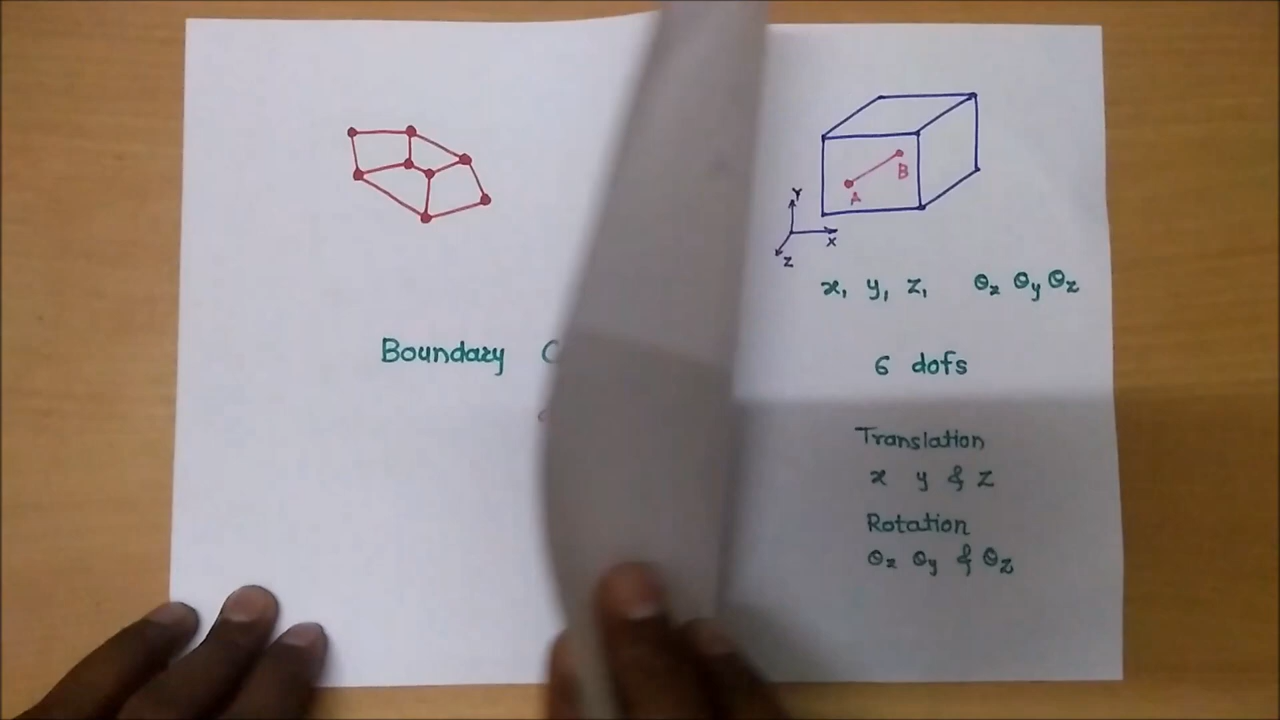 Boundary
A
B
Y
X
Z
x, y, z, θx θy θz
6 dofs
Translation
x y & z
Rotation
θx θy & θz